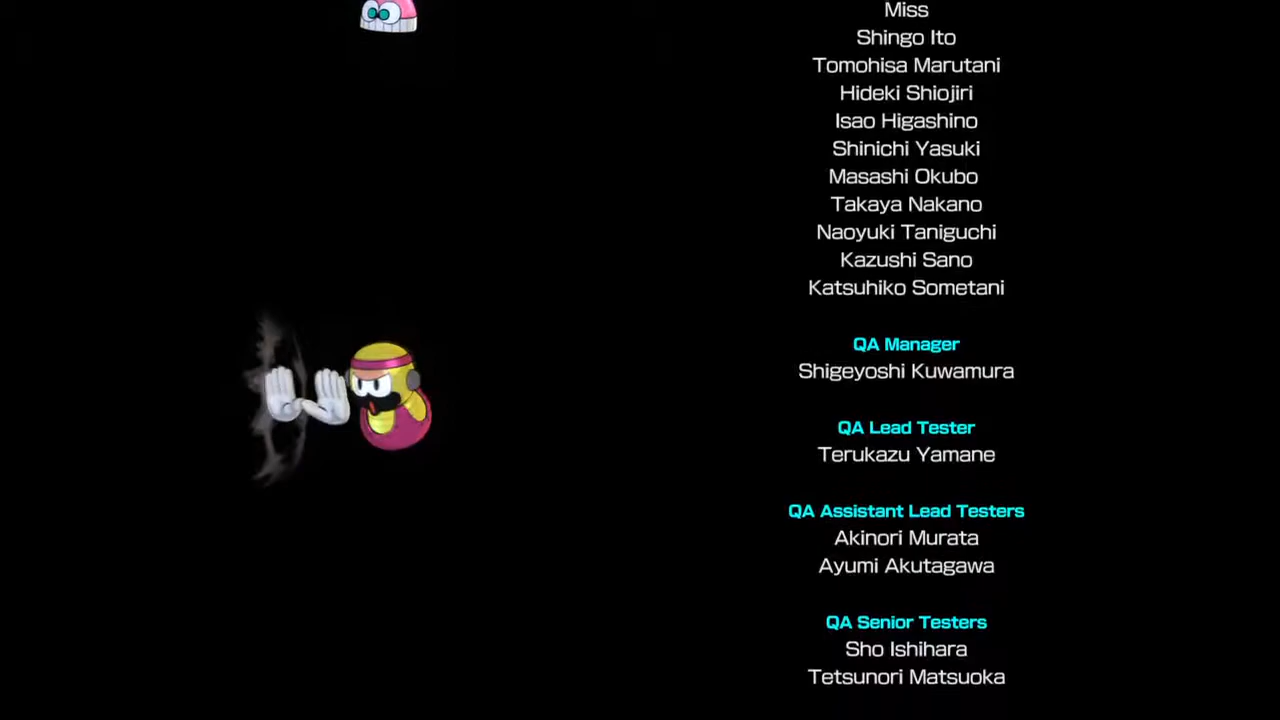 Miss
Shingo Ito
Tomohisa Marutani
Hideki Shiojiri
Isao Higashino
Shinichi Yasuki
Masashi Okubo
Takaya Nakano
Naoyuki Taniguchi
Kazushi Sano
Katsuhiko Sometani
QA Manager
Shigeyoshi Kuwamura
QA Lead Tester
Terukazu Yamane
QA Assistant Lead Testers
Akinori Murata
Ayumi Akutagawa
QA Senior Testers
Sho Ishihara
Tetsunori Matsuoka